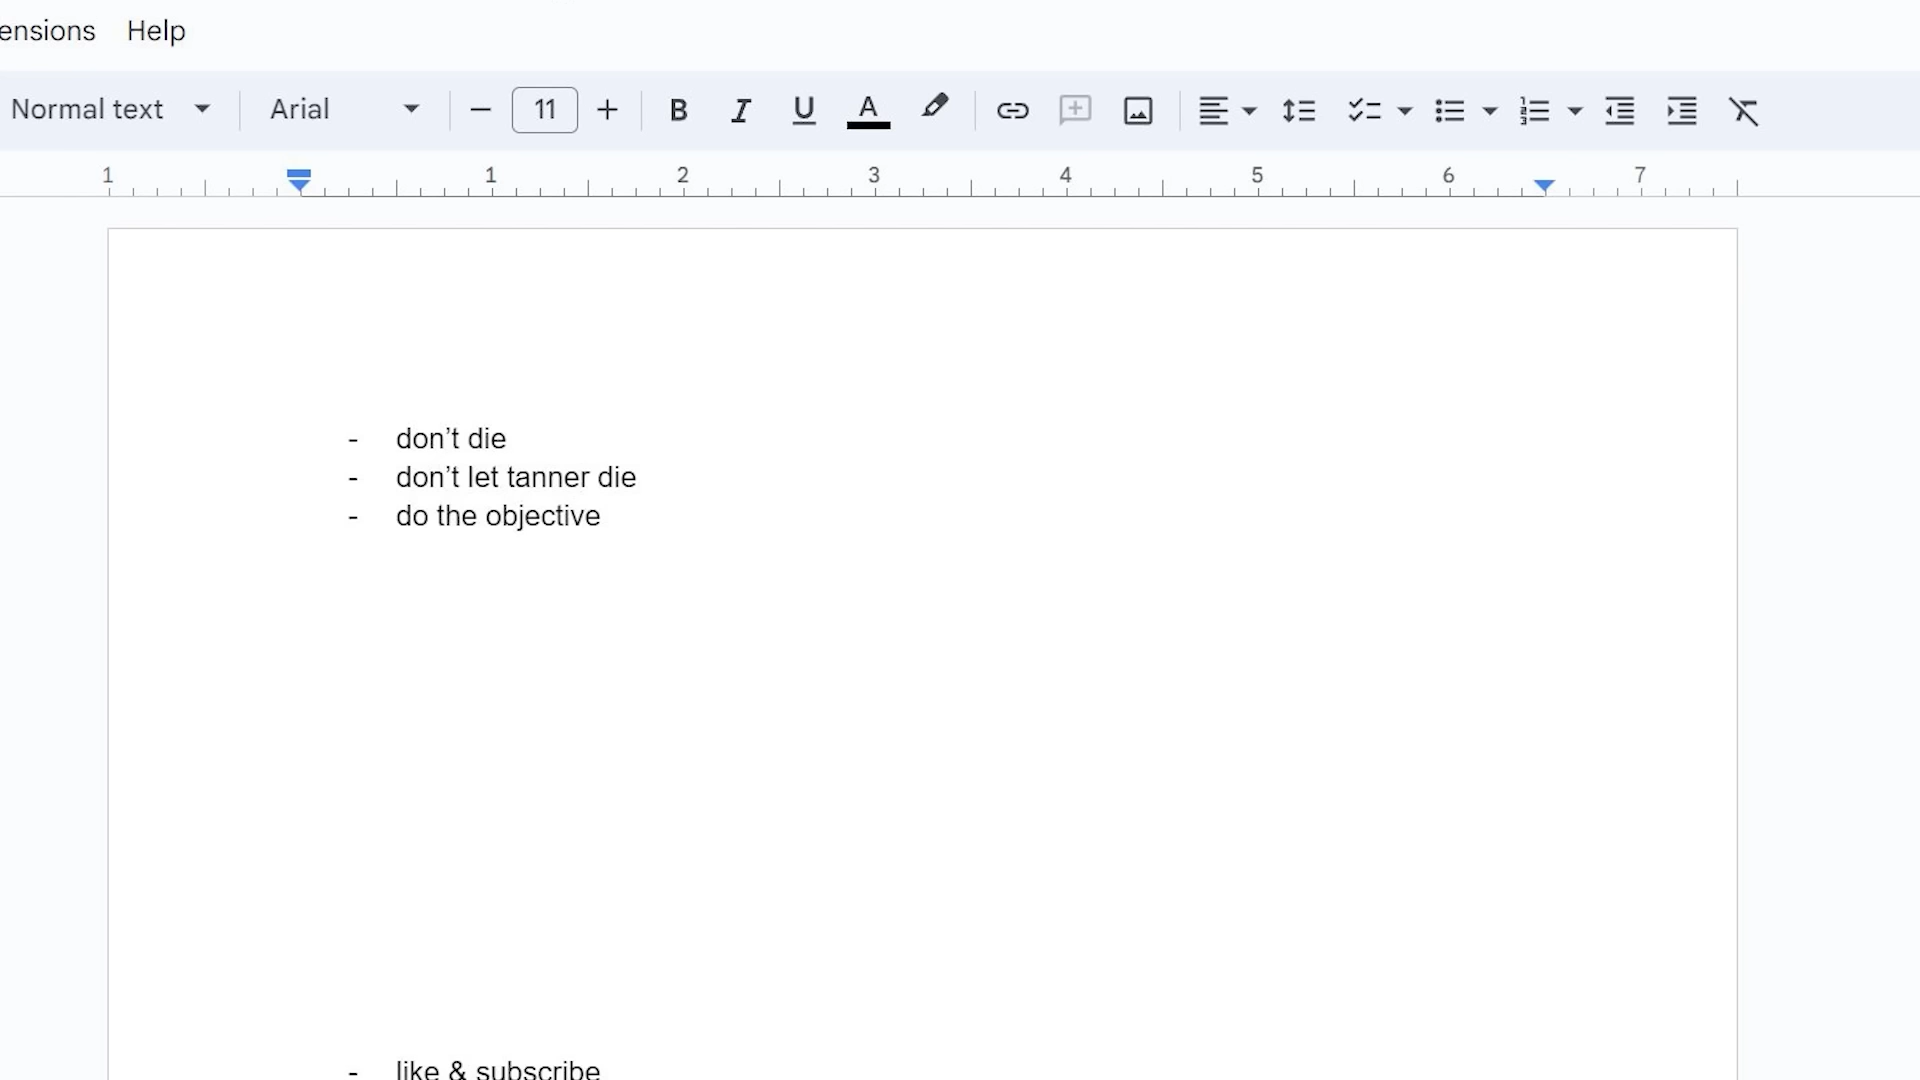 ensions Help
Normal text Arial 11 B I U A
1 1 2 3 4 5 6 7
- don’t die
- don’t let tanner die
- do the objective
- like & subscribe